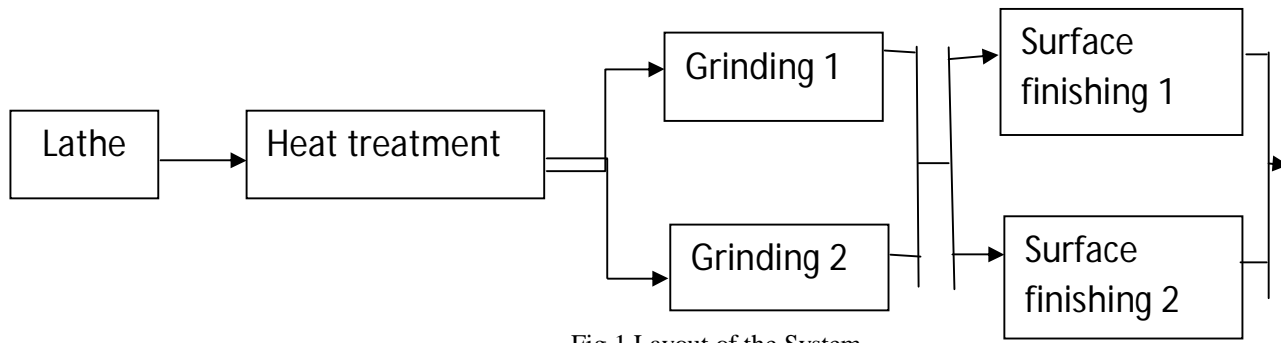 Lathe
Heat treatment
Grinding 1
Grinding 2
Surface
finishing 1
Surface
finishing 2
Fig 1 Layout of the System